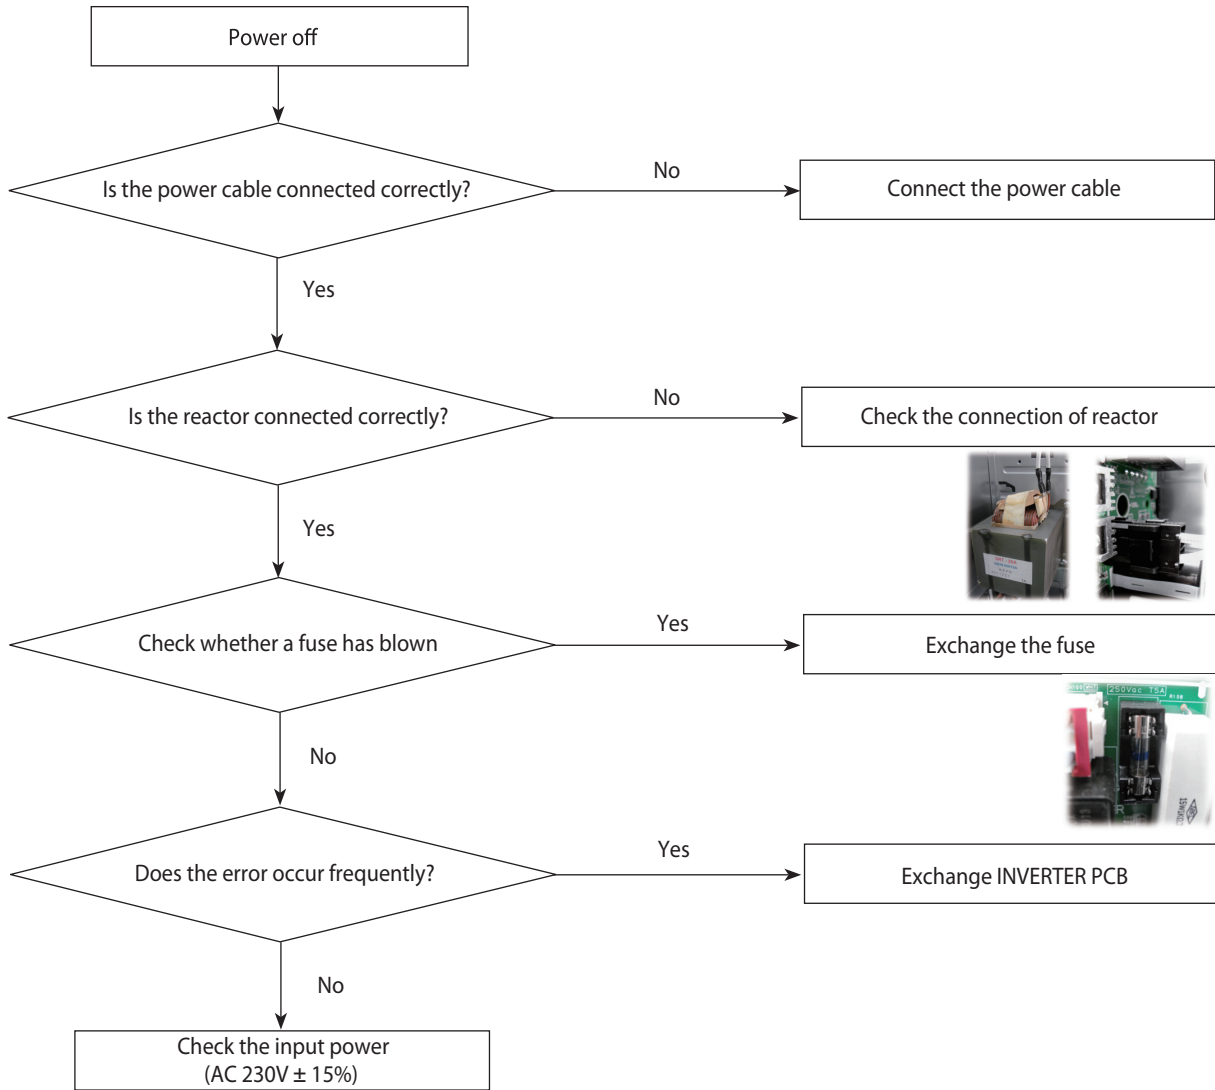 Power off
Is the power cable connected correctly?
No
Connect the power cable
Yes
Is the reactor connected correctly?
No
Check the connection of reactor
Yes
Check whether a fuse has blown
Yes
Exchange the fuse
250Vac T5A
No
Does the error occur frequently?
Yes
Exchange INVERTER PCB
No
Check the input power
(AC 230V ± 15%)